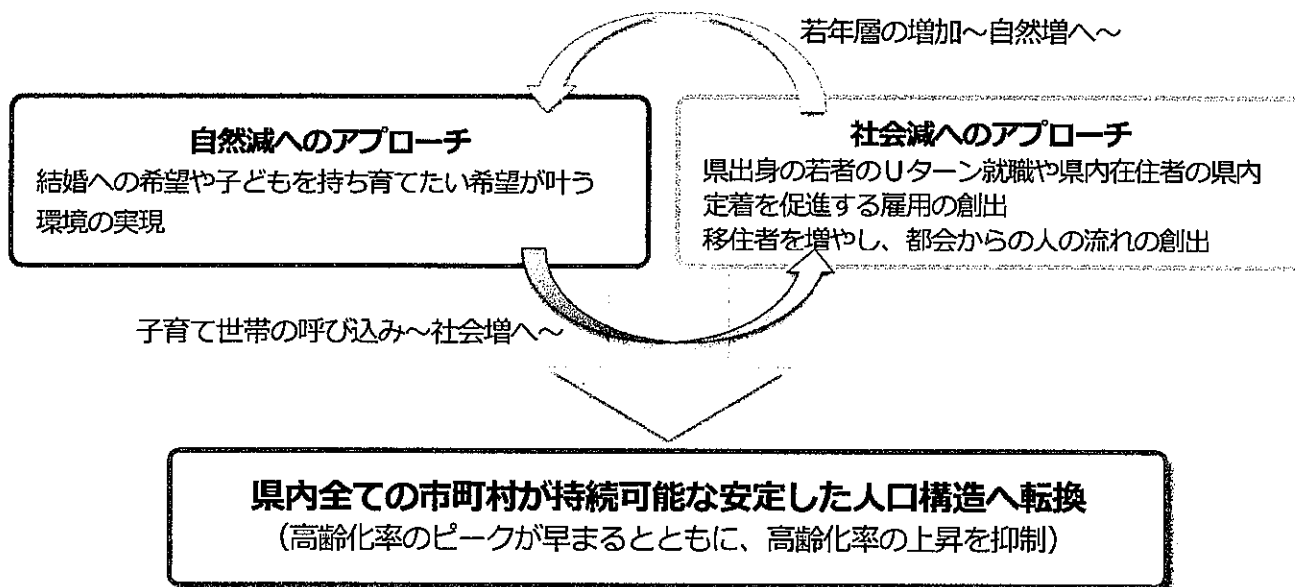 若年層の増加～自然増へ～
自然減へのアプローチ
結婚への希望や子どもを持ち育てたい希望が叶う
環境の実現
社会減へのアプローチ
県出身の若者のUターン就職や県内在住者の県内
定着を促進する雇用の創出
移住者を増やし、都会からの人の流れの創出
子育て世帯の呼び込み～社会増へ～
県内全ての市町村が持続可能な安定した人口構造へ転換
（高齢化率のピークが早まるとともに、高齢化率の上昇を抑制）